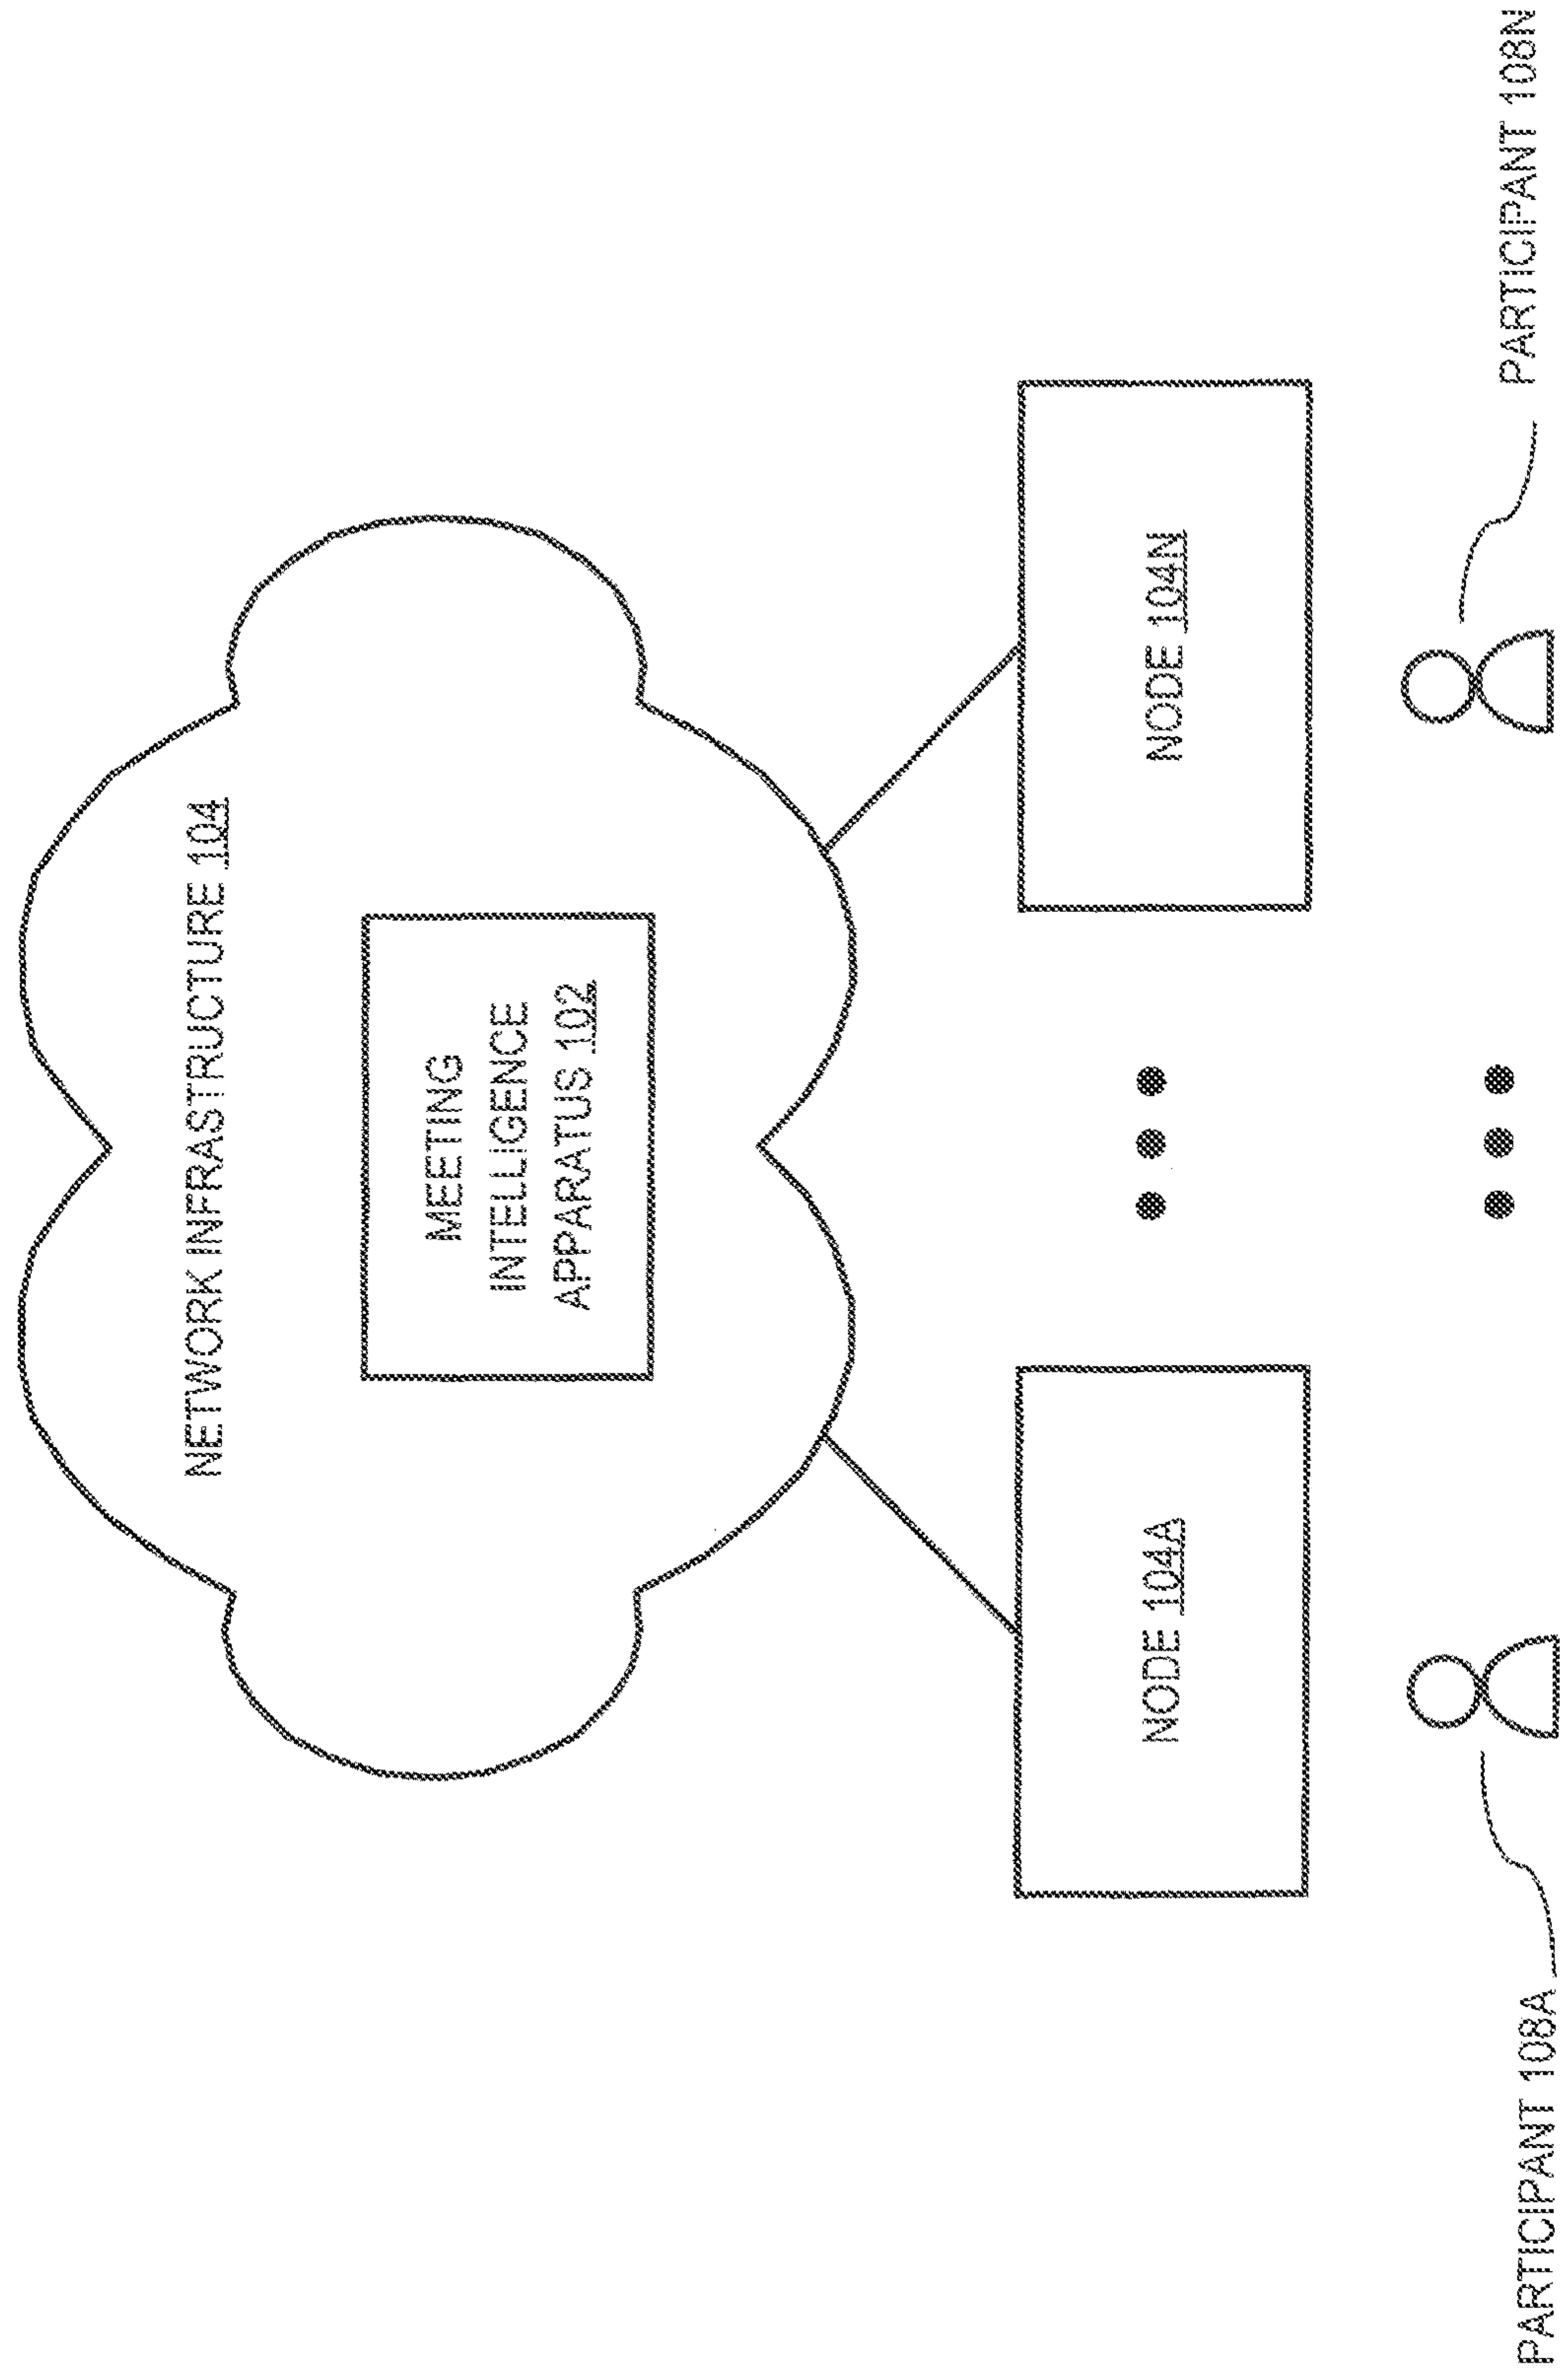 NETWORK INFRASTRUCTURE 104
MEETING
INTELLIGENCE
APPARATUS 102
NODE 104A
NODE 104N
PARTICIPANT 108A
PARTICIPANT 108N